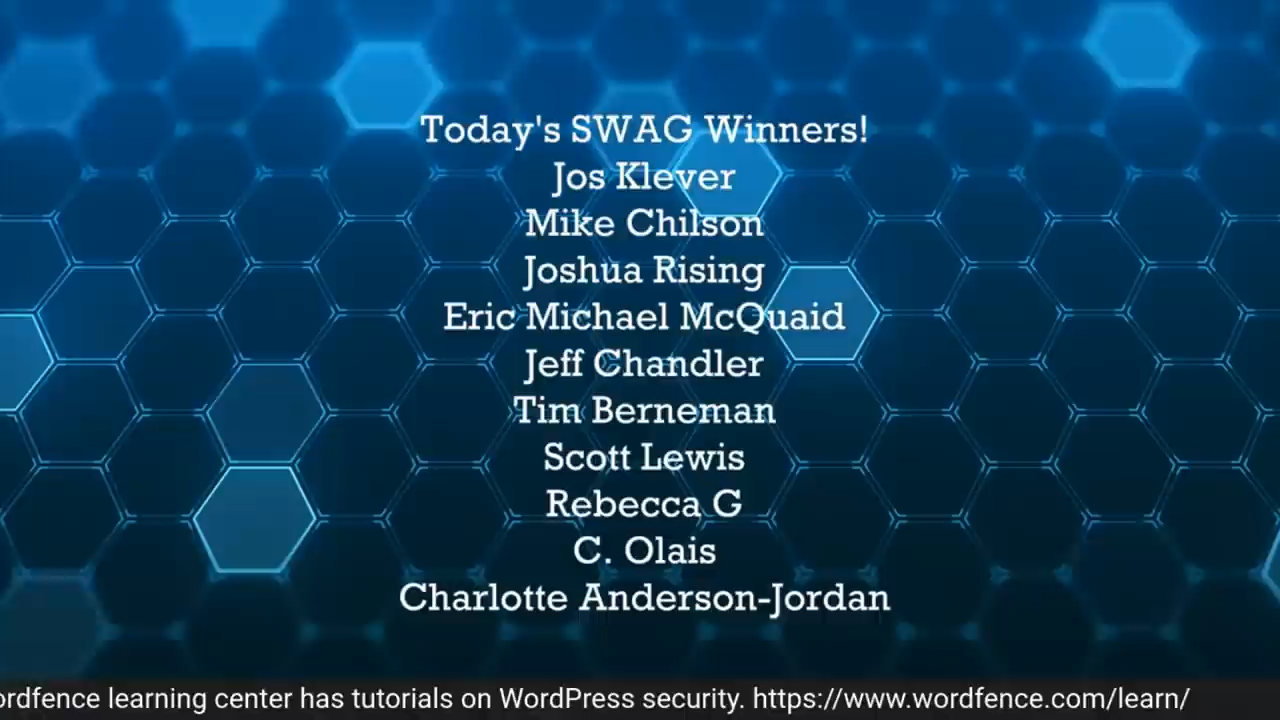 Today's SWAG Winners!
Jos Klever
Mike Chilson
Joshua Rising
Eric Michael McQuaid
Jeff Chandler
Tim Berneman
Scott Lewis
Rebecca G
C. Olais
Charlotte Anderson-Jordan
ordfence learning center has tutorials on WordPress security. https://www.wordfence.com/learn/